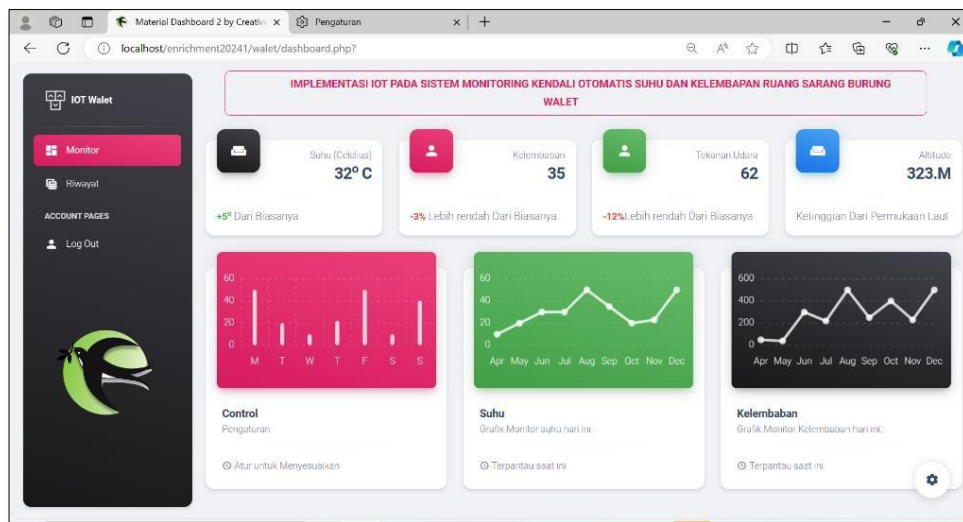 Material Dashboard 2 by Creativ
Pengaturan
localhost/enrichment20241/walet/dashboard.php?
IOT Walet
Monitor
Riwayat
ACCOUNT PAGES
Log Out
IMPLEMENTASI IOT PADA SISTEM MONITORING KENDALI OTOMATIS SUHU DAN KELEMBAPAN RUANG SARANG BURUNG
WALET
Suhu (Celcius)
32º C
+5º Dari Biasanya
Kelembaban
35
-3% Lebih rendah Dari Biasanya
Tekanan Udara
62
-12%Lebih rendah Dari Biasanya
Altitude
323.M
Ketinggian Dari Permukaan Laut
60
40
20
0
M T W T F S S
Control
Pengaturan
Atur untuk Menyesuaikan
60
40
20
0
Apr May Jun Jul Aug Sep Oct Nov Dec
Suhu
Grafik Monitor suhu hari ini.
Terpantau saat ini
600
400
200
0
Apr May Jun Jul Aug Sep Oct Nov Dec
Kelembaban
Grafik Monitor Kelembaban hari ini.
Terpantau saat ini